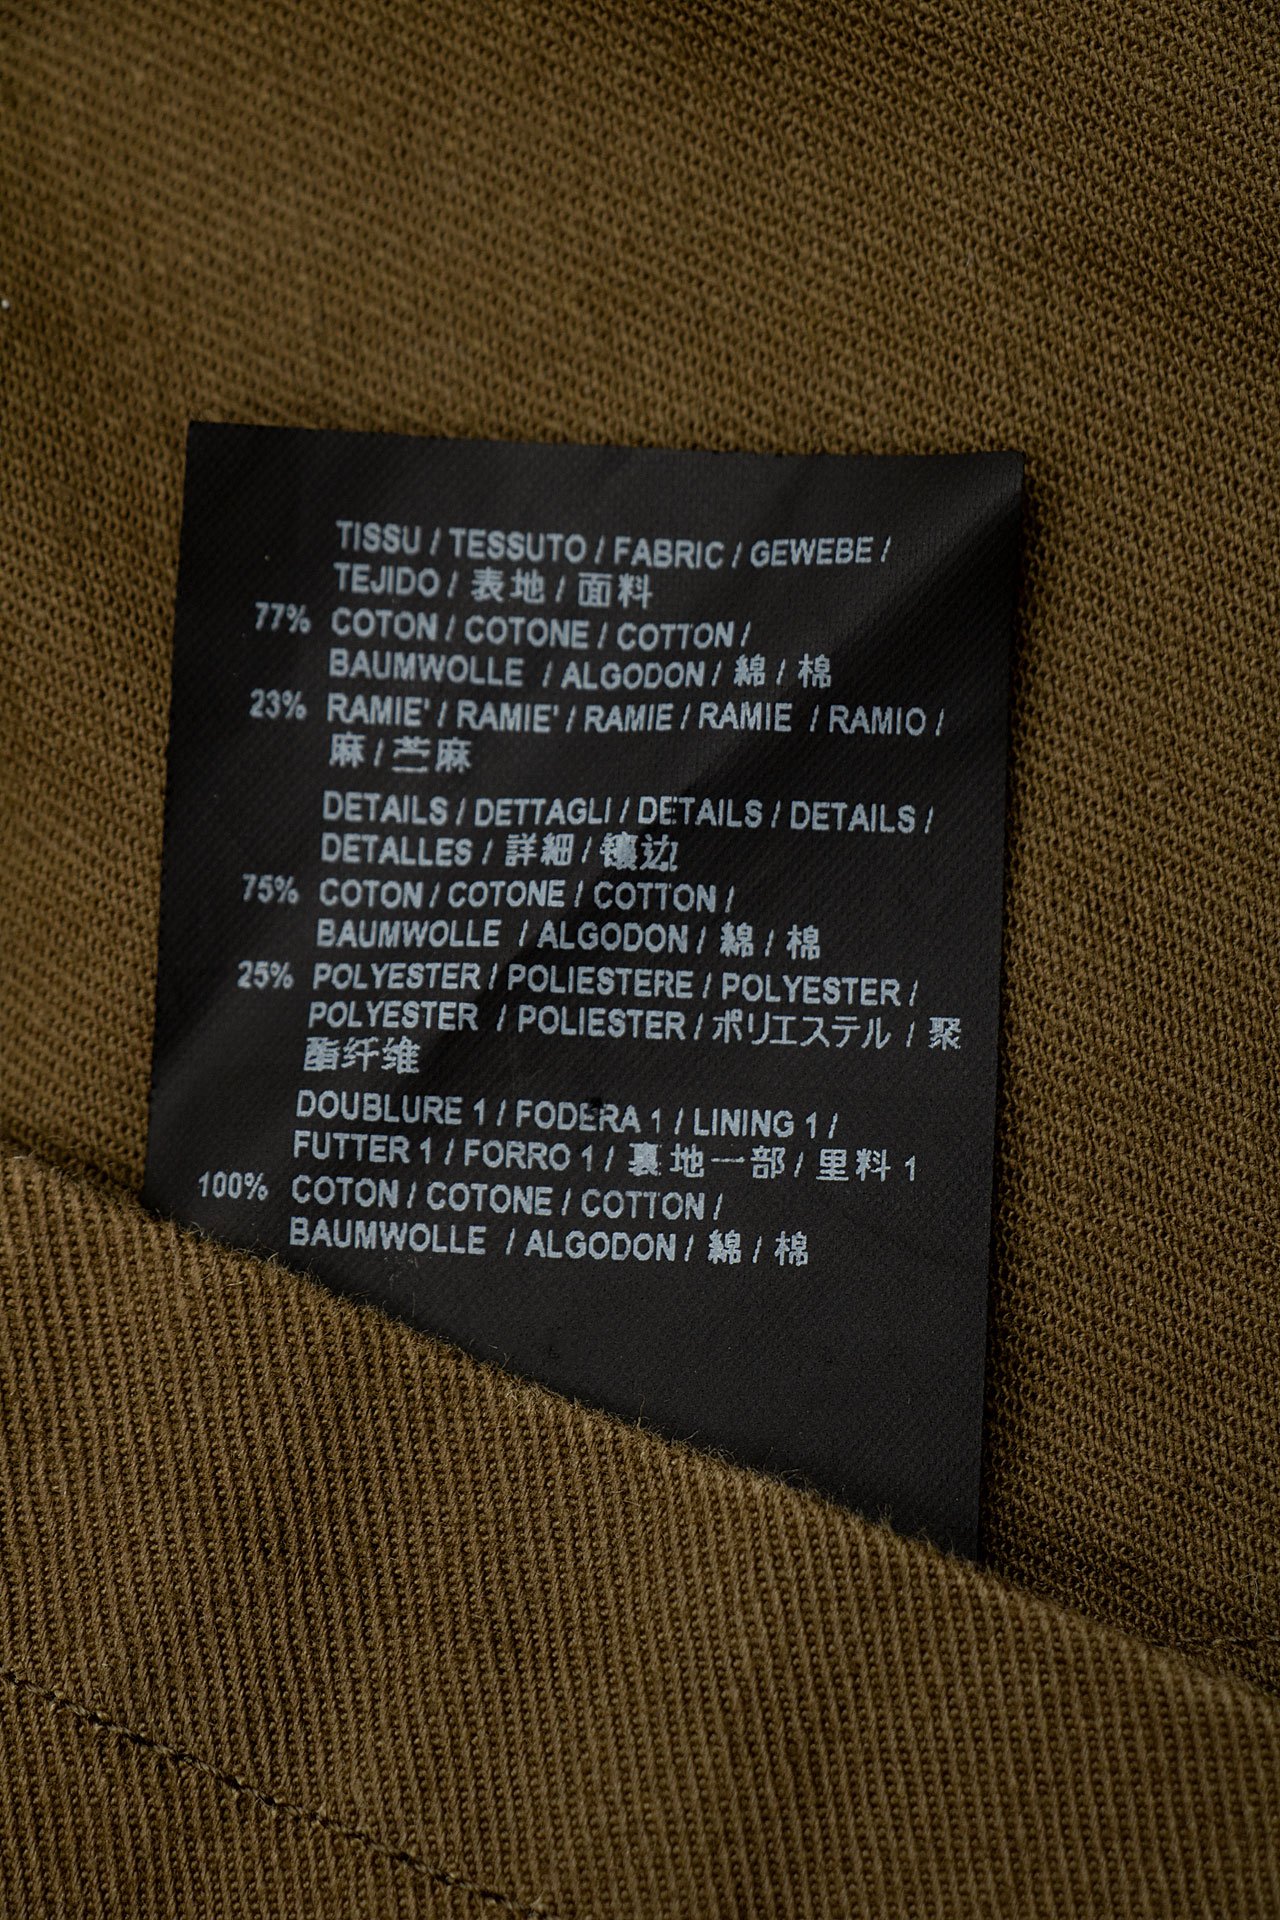 TISSU / TESSUTO / FABRIC / GEWEBE /
TEJIDO / 表地 / 面料
77% COTON / COTONE / COTTON /
BAUMWOLLE / ALGODON / 綿 / 棉
23% RAMIE' / RAMIE' / RAMIE / RAMIE / RAMIO /
麻 / 苎麻
DETAILS / DETTAGLI / DETAILS / DETAILS /
DETALLES / 詳細 / 镶边
75% COTON / COTONE / COTTON /
BAUMWOLLE / ALGODON / 綿 / 棉
25% POLYESTER / POLIESTERE / POLYESTER /
POLYESTER / POLIESTER / ポリエステル / 聚
酯纤维
DOUBLURE 1 / FODERA 1 / LINING 1 /
FUTTER 1 / FORRO 1 / 裏地一部 / 里料 1
100% COTON / COTONE / COTTON /
BAUMWOLLE / ALGODON / 綿 / 棉